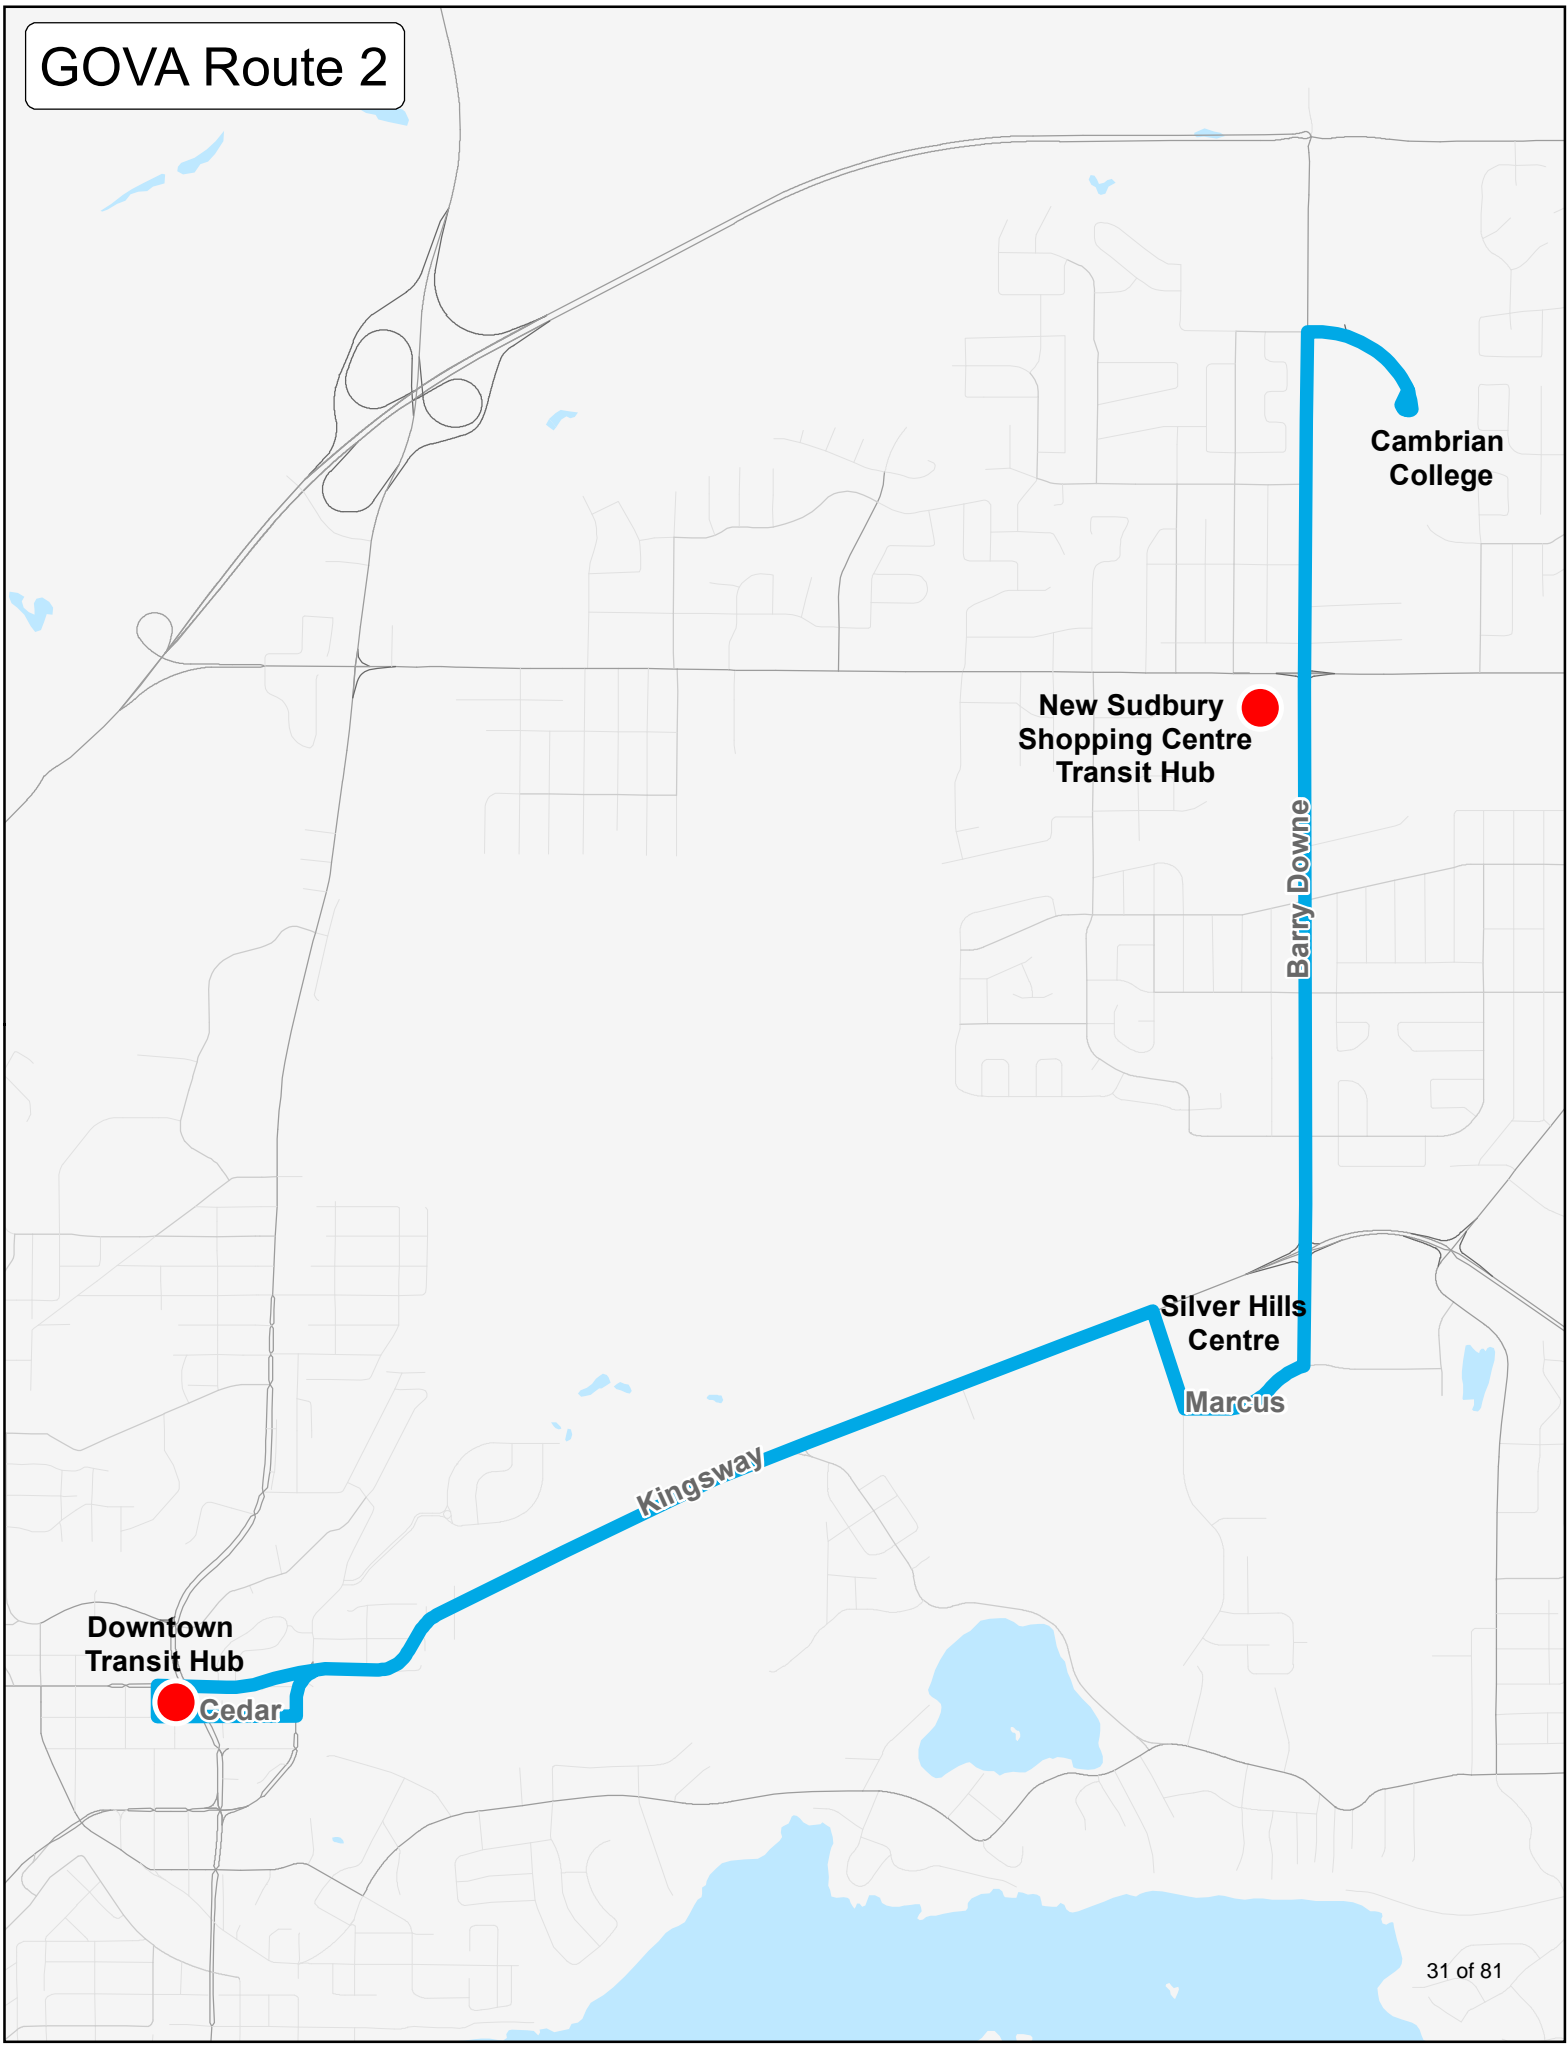 GOVA Route 2
Cambrian
College
New Sudbury
Shopping Centre
Transit Hub
Barry Downe
Silver Hills
Centre
Marcus
Kingsway
Downtown
Transit Hub
Cedar
31 of 81